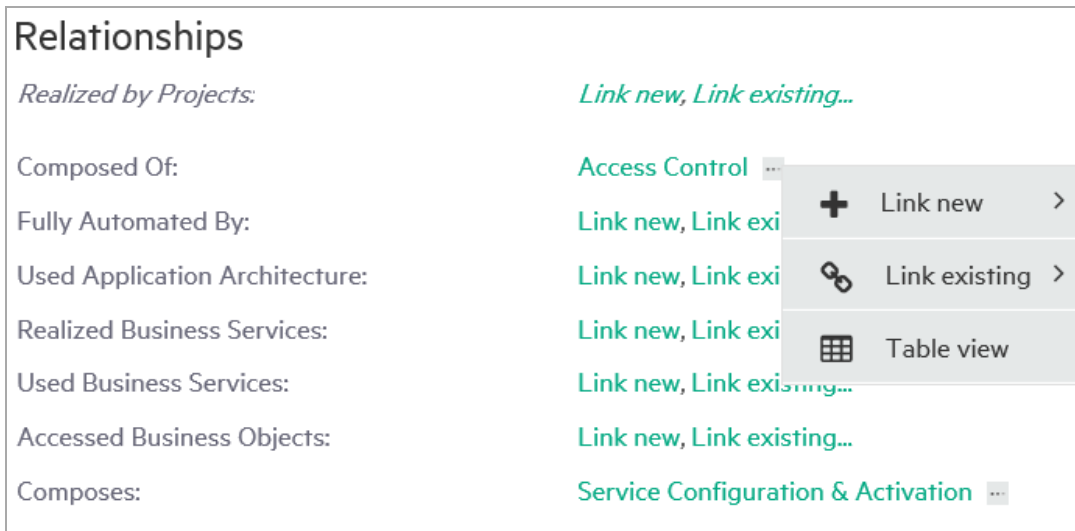 Relationships
Realized by Projects: Link new, Link existing...
Composed Of: Access Control ...
Link new
Fully Automated By: Link new, Link exi
Used Application Architecture: Link new, Link exi
Link existing
Realized Business Services: Link new, Link exi
Table view
Used Business Services: Link new, Link existing...
Accessed Business Objects: Link new, Link existing...
Composes: Service Configuration & Activation ...